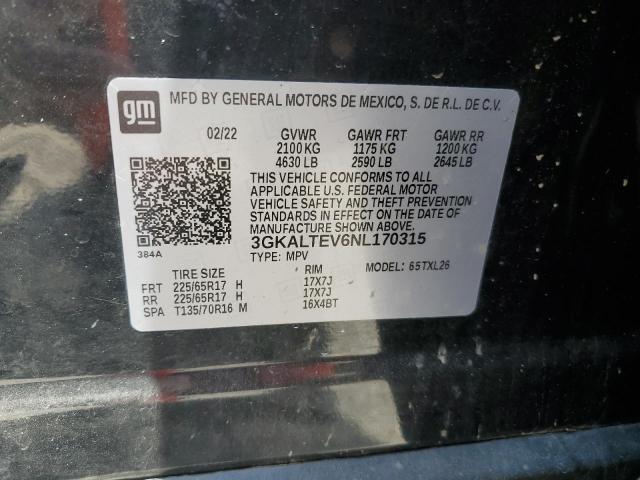 gm MFD BY GENERAL MOTORS DE MEXICO, S. DE R.L. DE C.V.
02/22 GVWR GAWR FRT GAWR RR
2100 KG 1175 KG 1200 KG
4630 LB 2590 LB 2645 LB
THIS VEHICLE CONFORMS TO ALL
APPLICABLE U.S. FEDERAL MOTOR
VEHICLE SAFETY AND THEFT PREVENTION
STANDARDS IN EFFECT ON THE DATE OF
MANUFACTURE SHOWN ABOVE.
3GKALTEV6NL170315
384A
TYPE: MPV MODEL: 65TXL26
TIRE SIZE RIM
FRT 225/65R17 H 17X7J
RR 225/65R17 H 17X7J
SPA T135/70R16 M 16X4BT